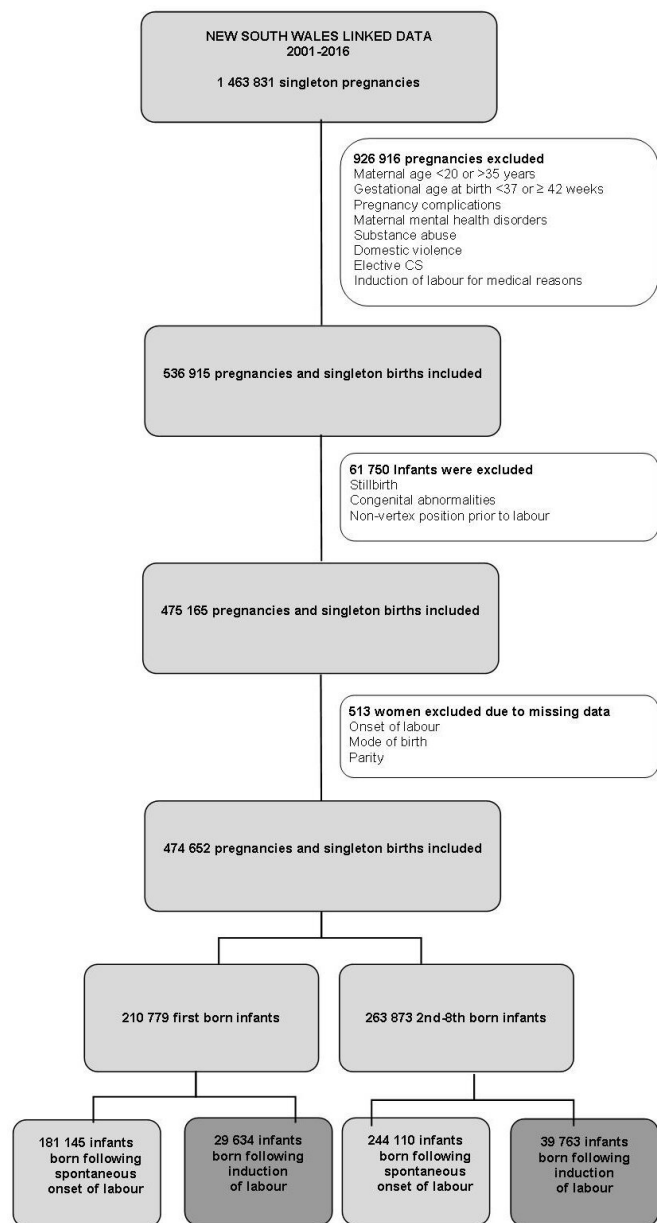 NEW SOUTH WALES LINKED DATA
2001-2016
1 463 831 singleton pregnancies
926 916 pregnancies excluded
Maternal age <20 or >35 years
Gestational age at birth <37 or ≥ 42 weeks
Pregnancy complications
Maternal mental health disorders
Substance abuse
Domestic violence
Elective CS
Induction of labour for medical reasons
536 915 pregnancies and singleton births included
61 750 Infants were excluded
Stillbirth
Congenital abnormalities
Non-vertex position prior to labour
475 165 pregnancies and singleton births included
513 women excluded due to missing data
Onset of labour
Mode of birth
Parity
474 652 pregnancies and singleton births included
210 779 first born infants
263 873 2nd-8th born infants
181 145 infants
born following
spontaneous
onset of labour
29 634 infants
born following
induction
of labour
244 110 infants
born following
spontaneous
onset of labour
39 763 infants
born following
induction
of labour